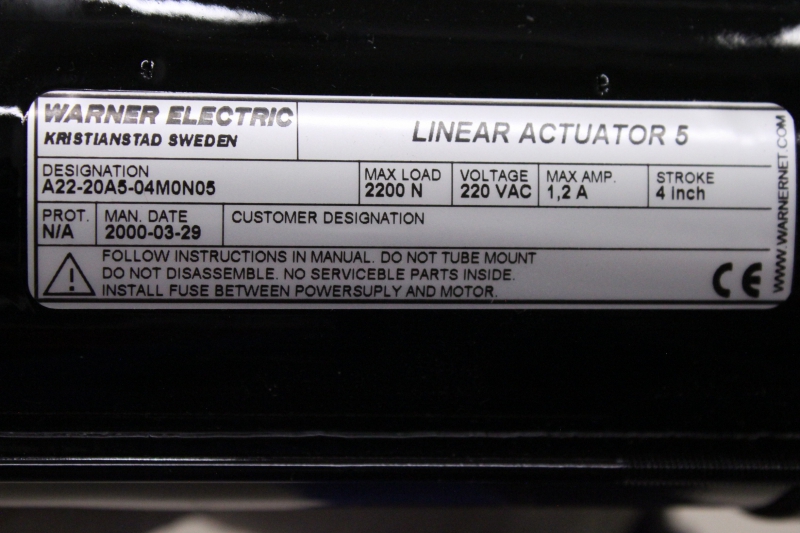 WARNER ELECTRIC
KRISTIANSTAD SWEDEN
LINEAR ACTUATOR 5
DESIGNATION
A22-20A5-04M0N05
MAX LOAD
2200 N
VOLTAGE
220 VAC
MAX AMP.
1,2 A
STROKE
4 inch
PROT.
N/A
MAN. DATE
2000-03-29
CUSTOMER DESIGNATION
FOLLOW INSTRUCTIONS IN MANUAL. DO NOT TUBE MOUNT
DO NOT DISASSEMBLE. NO SERVICEBLE PARTS INSIDE.
INSTALL FUSE BETWEEN POWERSUPLY AND MOTOR.
!
CE
WWW.WARNERNET.COM